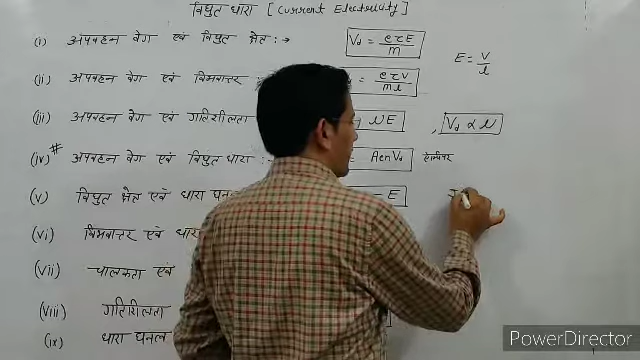 विद्युत धारा [ Current Electricity ]
(i) अपवहन वेग एवं विद्युत क्षेत्र :→ Vd = eτE/m E = V/l
(ii) अपवहन वेग एवं विभवान्तर = eτV/ml
(iii) अपवहन वेग एवं गतिशीलता μE , Vd ∝ μ
(iv) # अपवहन वेग एवं विद्युत धारा :- = AenVd
(v) विद्युत क्षेत्र एवं धारा घनत्व E
(vi) विभवान्तर एवं धारा
(vii) चालकता एवं
(viii) गतिशीलता
(ix) धारा घनत्व
PowerDirector